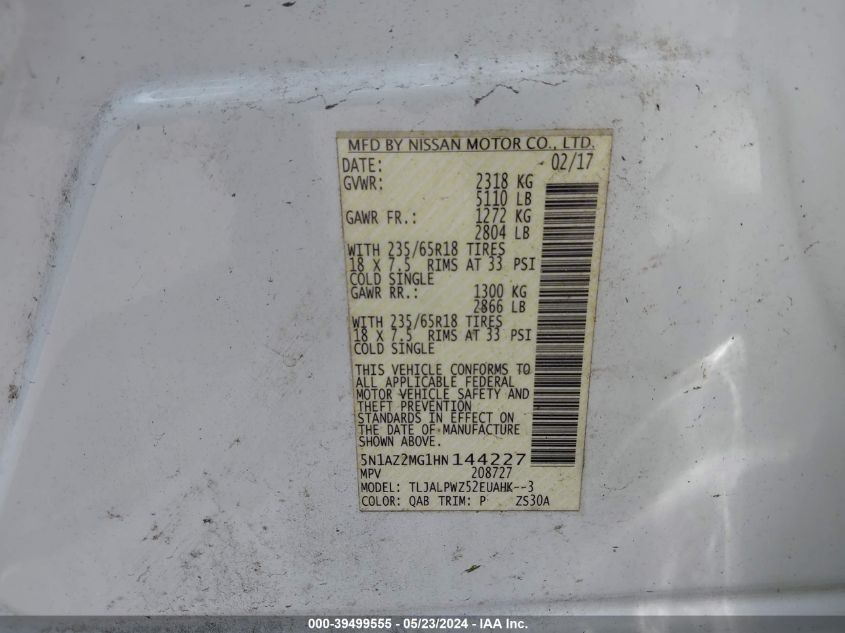 MFD BY NISSAN MOTOR CO., LTD.
DATE: 02/17
GVWR: 2318 KG
5110 LB
GAWR FR.: 1272 KG
2804 LB
WITH 235/65R18 TIRES
18 X 7.5 RIMS AT 33 PSI
COLD SINGLE
GAWR RR.: 1300 KG
2866 LB
WITH 235/65R18 TIRES
18 X 7.5 RIMS AT 33 PSI
COLD SINGLE
THIS VEHICLE CONFORMS TO
ALL APPLICABLE FEDERAL
MOTOR VEHICLE SAFETY AND
THEFT PREVENTION
STANDARDS IN EFFECT ON
THE DATE OF MANUFACTURE
SHOWN ABOVE.
5N1AZ2MG1HN144227
MPV 208727
MODEL: TLJALPWZ52EUAHK--3
COLOR: QAB TRIM: P ZS30A
000-39499555 - 05/23/2024 - IAA Inc.